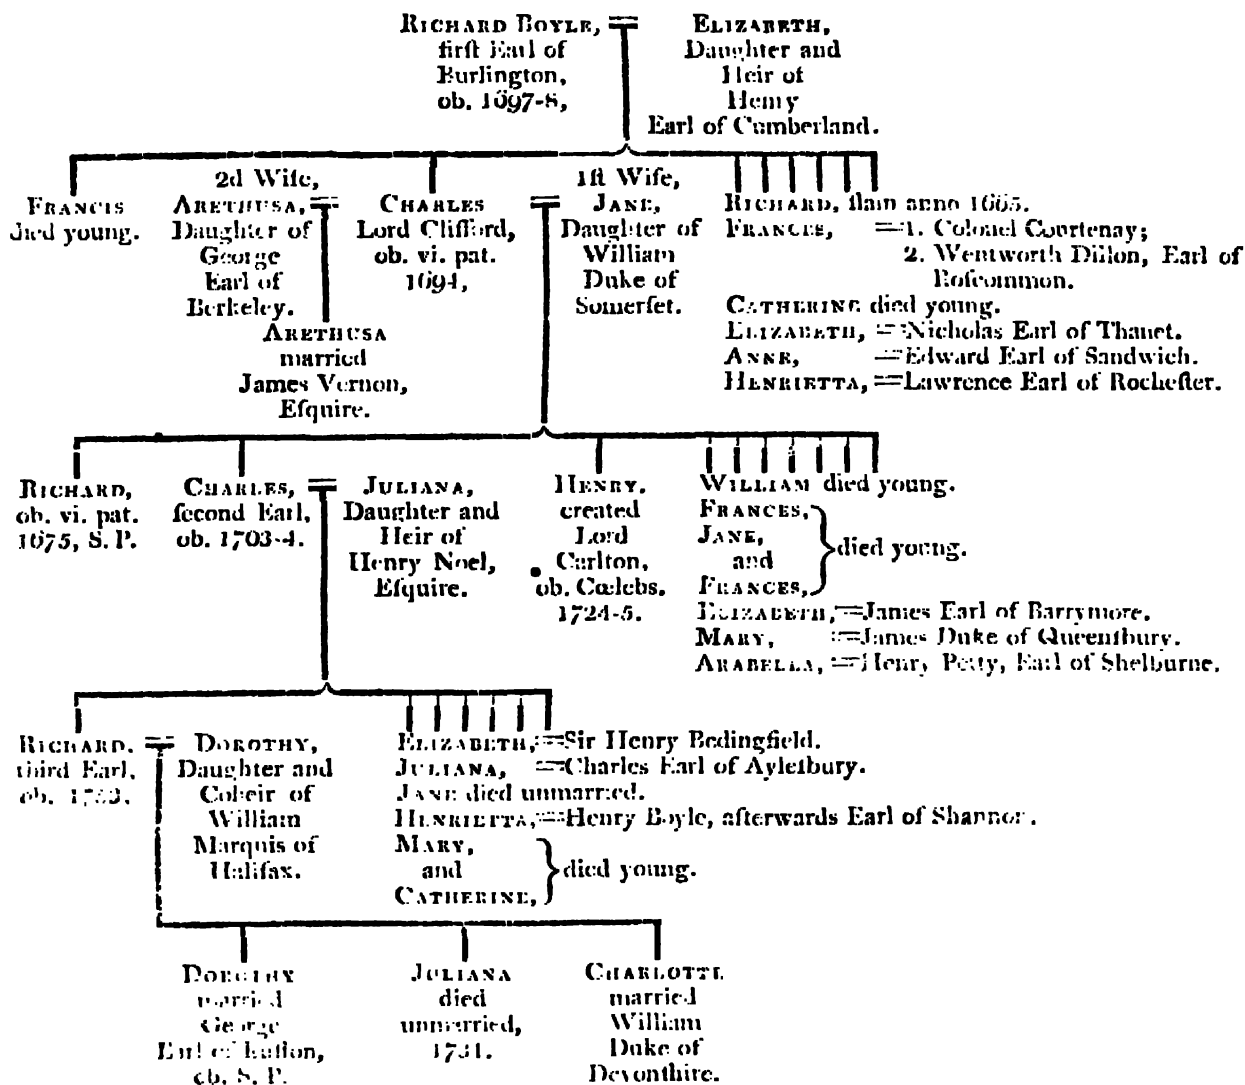 RICHARD BOYLE, = ELIZABETH,
firſt Earl of
Burlington,
ob. 1697-8,
Daughter and
Heir of
Henry
Earl of Cumberland.
FRANCIS
died young.
2d Wife,
ARETHUSA, =
Daughter of
George
Earl of
Berkeley.
CHARLES =
Lord Clifford,
ob. vi. pat.
1694,
1ſt Wife,
JANE,
Daughter of
William
Duke of
Somerſet.
RICHARD, ſlain anno 1665.
FRANCES, =1. Colonel Courtenay;
2. Wentworth Dillon, Earl of
Roſcommon.
CATHERINE died young.
ELIZABETH, =Nicholas Earl of Thanet.
ANNE, =Edward Earl of Sandwich.
HENRIETTA, =Lawrence Earl of Rocheſter.
ARETHUSA
married
James Vernon,
Eſquire.
RICHARD,
ob. vi. pat.
1675, S. P.
CHARLES, =
ſecond Earl,
ob. 1703-4.
JULIANA,
Daughter and
Heir of
Henry Noel,
Eſquire.
HENRY,
created
Lord
Carlton,
ob. Cœlebs.
1724-5.
WILLIAM died young.
FRANCES,
JANE,
and
FRANCES,
died young.
ELIZABETH, =James Earl of Barrymore.
MARY, =James Duke of Queenſbury.
ARABELLA, =Henry Petty, Earl of Shelburne.
RICHARD, =
third Earl,
ob.
DOROTHY,
Daughter and
Coheir of
William
Marquis of
Halifax.
ELIZABETH, =Sir Henry Bedingfield.
JULIANA, =Charles Earl of Ayleſbury.
JANE died unmarried.
HENRIETTA, =Henry Boyle, afterwards Earl of Shannon.
MARY,
and
CATHERINE,
died young.
DOROTHY
married
George
Earl of Euſton,
ob. S. P.
JULIANA
died
unmarried,
1731.
CHARLOTTE
married
William
Duke of
Devonſhire.